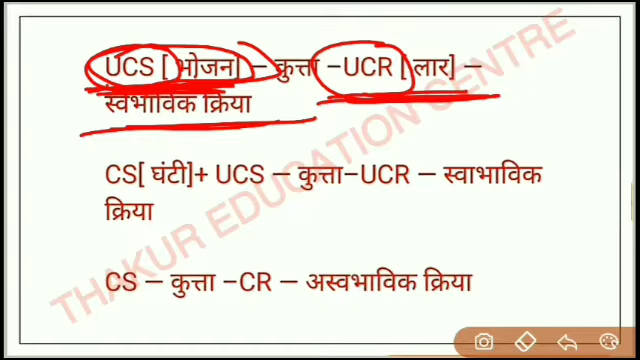 UCS [ भोजन] – कुत्ता –UCR [ लार] –
स्वभाविक क्रिया
CS[ घंटी]+ UCS – कुत्ता–UCR – स्वाभाविक
क्रिया
CS – कुत्ता –CR – अस्वभाविक क्रिया
THAKUR EDUCATION CENTRE